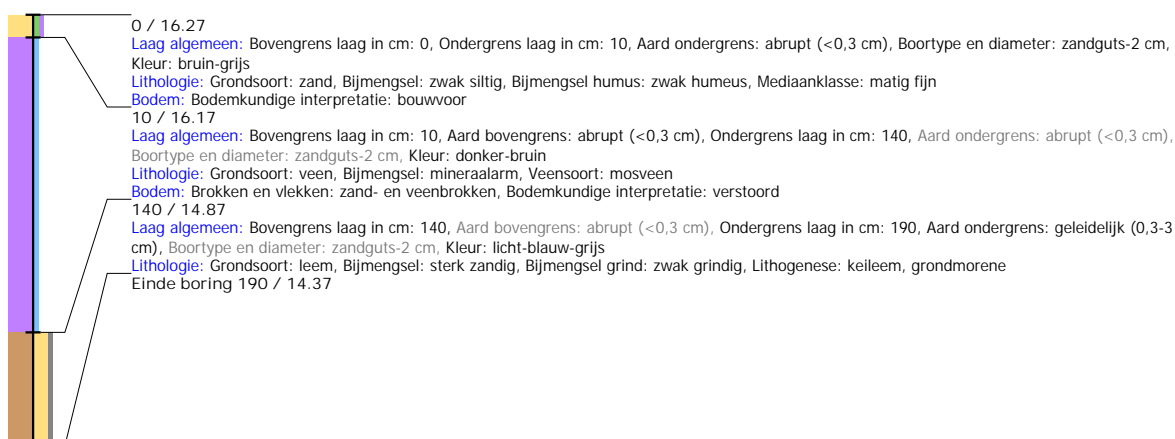 0 / 16.27
Laag algemeen: Bovengrens laag in cm: 0, Ondergrens laag in cm: 10, Aard ondergrens: abrupt (<0,3 cm), Boortype en diameter: zandguts-2 cm,
Kleur: bruin-grijs
Lithologie: Grondsoort: zand, Bijmengsel: zwak siltig, Bijmengsel humus: zwak humeus, Mediaanklasse: matig fijn
Bodem: Bodemkundige interpretatie: bouwvoor
10 / 16.17
Laag algemeen: Bovengrens laag in cm: 10, Aard bovengrens: abrupt (<0,3 cm), Ondergrens laag in cm: 140, Aard ondergrens: abrupt (<0,3 cm),
Boortype en diameter: zandguts-2 cm, Kleur: donker-bruin
Lithologie: Grondsoort: veen, Bijmengsel: mineraalarm, Veensoort: mosveen
Bodem: Brokken en vlekken: zand- en veenbrokken, Bodemkundige interpretatie: verstoord
140 / 14.87
Laag algemeen: Bovengrens laag in cm: 140, Aard bovengrens: abrupt (<0,3 cm), Ondergrens laag in cm: 190, Aard ondergrens: geleidelijk (0,3-3
cm), Boortype en diameter: zandguts-2 cm, Kleur: licht-blauw-grijs
Lithologie: Grondsoort: leem, Bijmengsel: sterk zandig, Bijmengsel grind: zwak grindig, Lithogenese: keileem, grondmorene
Einde boring 190 / 14.37